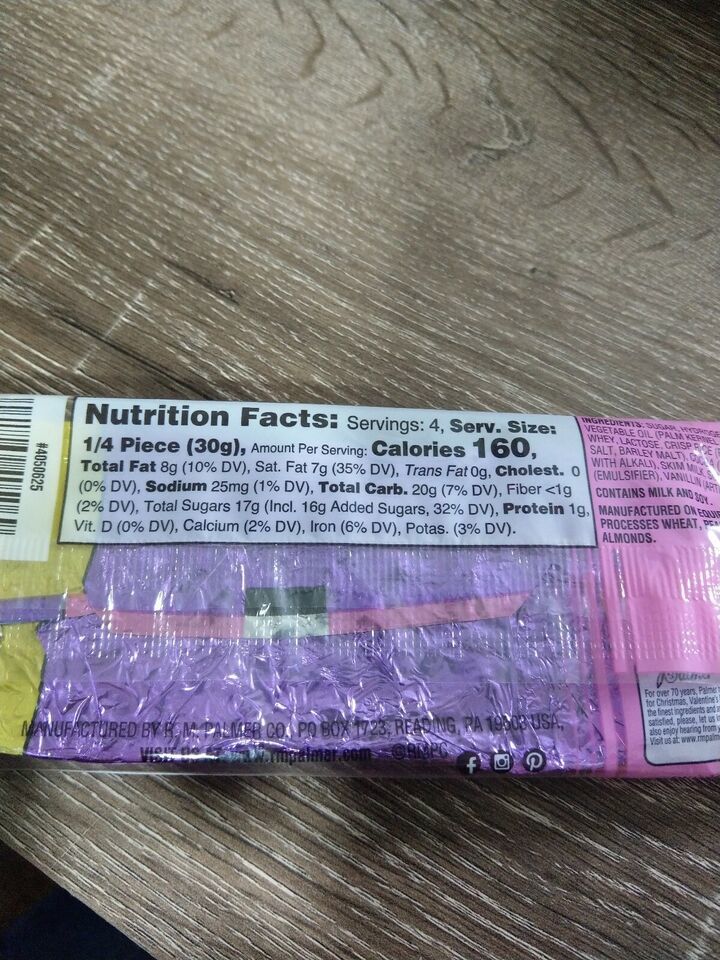 #4050025
Nutrition Facts: Servings: 4, Serv. Size:
1/4 Piece (30g), Amount Per Serving: Calories 160,
Total Fat 8g (10% DV), Sat. Fat 7g (35% DV), Trans Fat 0g, Cholest. 0
(0% DV), Sodium 25mg (1% DV), Total Carb. 20g (7% DV), Fiber <1g
(2% DV), Total Sugars 17g (Incl. 16g Added Sugars, 32% DV), Protein 1g,
Vit. D (0% DV), Calcium (2% DV), Iron (6% DV), Potas. (3% DV).
INGREDIENTS: SUGAR,
VEGETABLE OIL (PALM
WHEY, LACTOSE, CRISP
SALT, BARLEY MALT),
WITH ALKALI), SKIM
(EMULSIFIER), VANILLIN
CONTAINS MILK AND SOY.
MANUFACTURED ON
PROCESSES WHEAT,
ALMONDS.
MANUFACTURED BY R. M. PALMER CO., PO BOX 1723, READING, PA 19603 USA,
VISIT US AT: www.rmpalmer.com @RMPC
Palmer
For over 70 years,
for Christmas, Valentine's
the finest ingredients and
satisfied, please, let us
also enjoy hearing from
Visit us at: